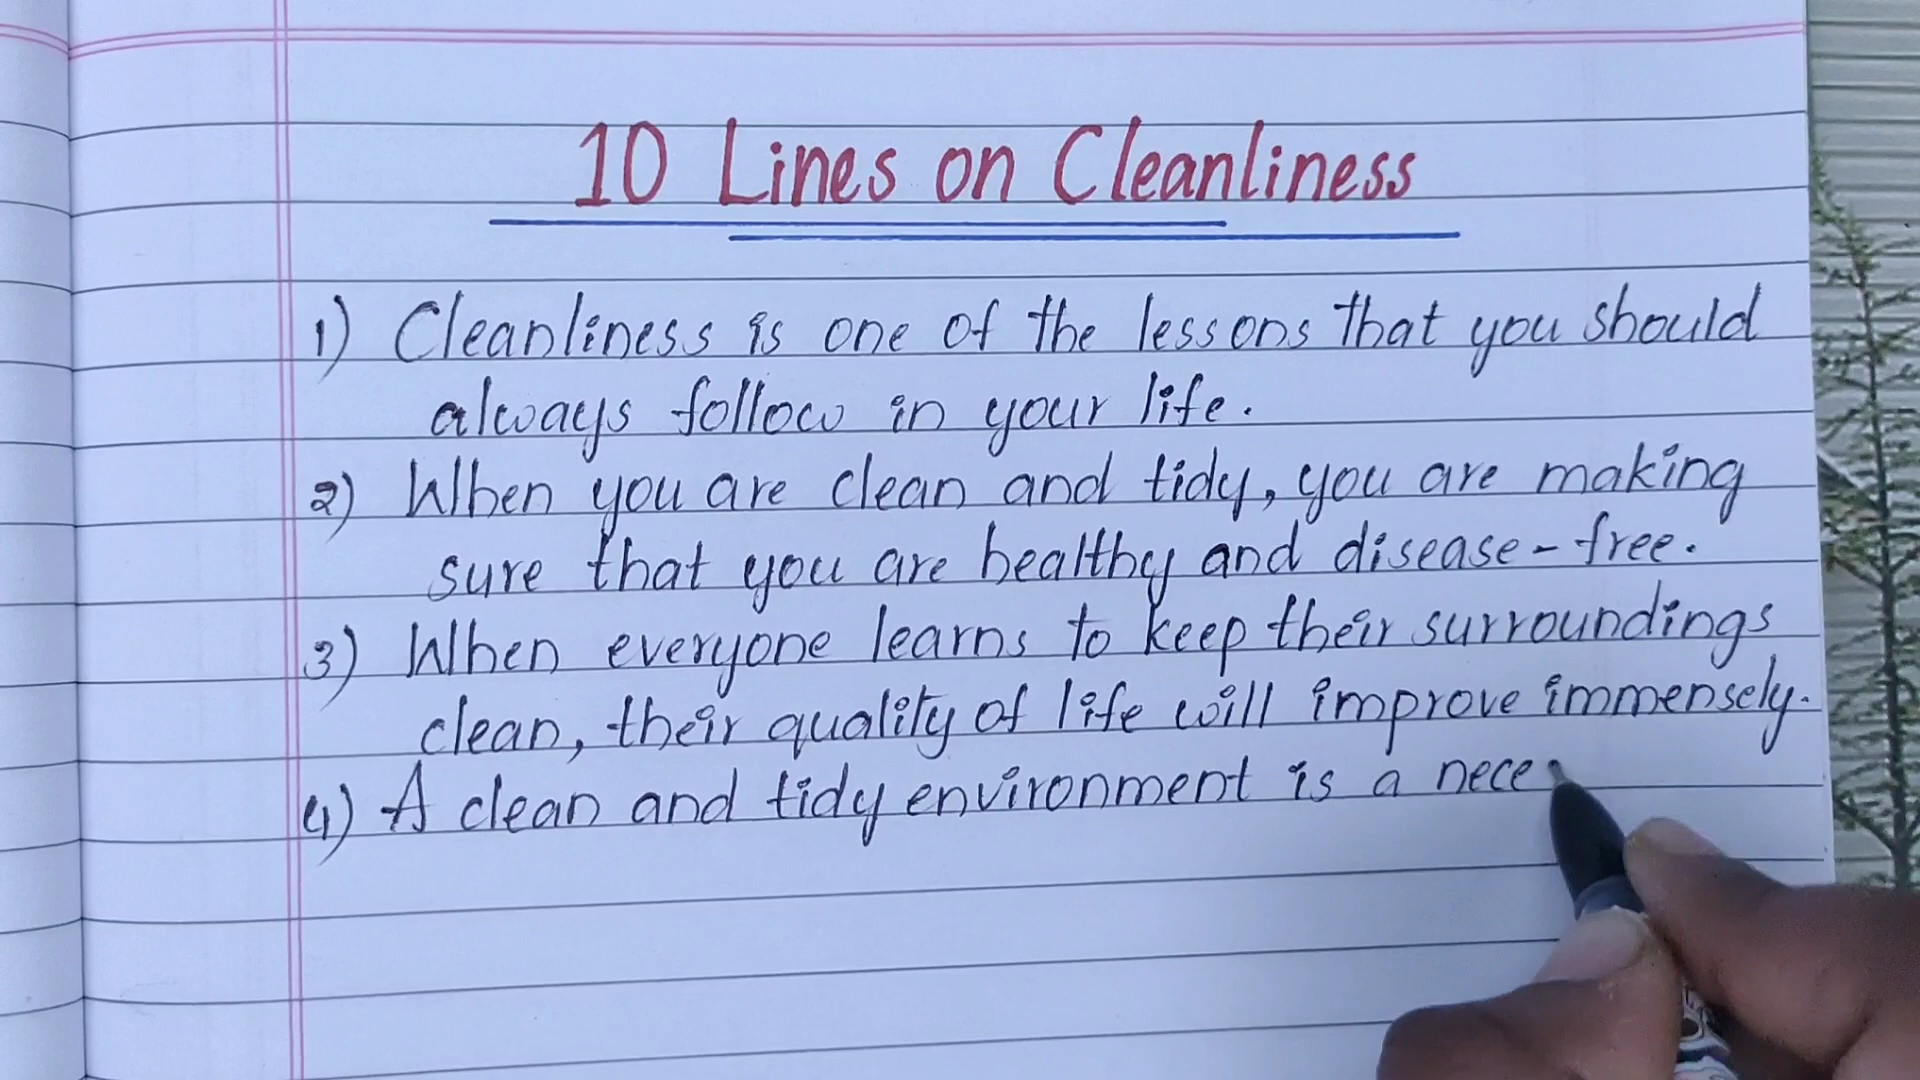 10 Lines on Cleanliness
1) Cleanliness is one of the lessons that you should
always follow in your life.
2) When you are clean and tidy, you are making
sure that you are healthy and disease-free.
3) When everyone learns to keep their surroundings
clean, their quality of life will improve immensely.
4) A clean and tidy environment is a nece